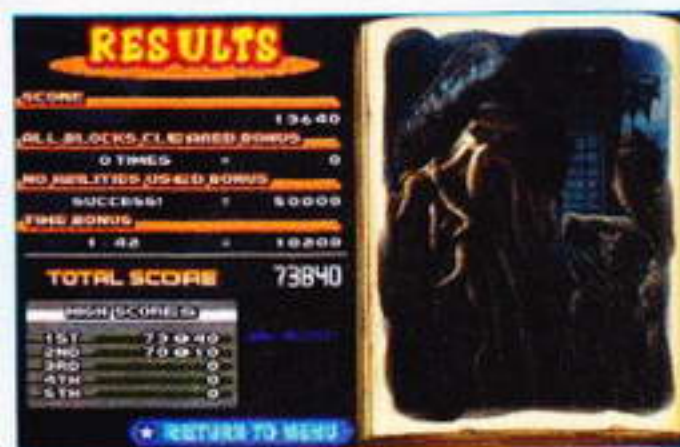 RESULTS
SCORE
13640
ALL BLOCKS CLEARED BONUS
0 TIMES = 0
NO ABILITIES USED BONUS
SUCCESS! = 50000
TIME BONUS
1 42 = 10200
TOTAL SCORE 73840
HIGH SCORES
1ST 73840
2ND 70810
3RD 0
4TH 0
5TH 0
RETURN TO MENU